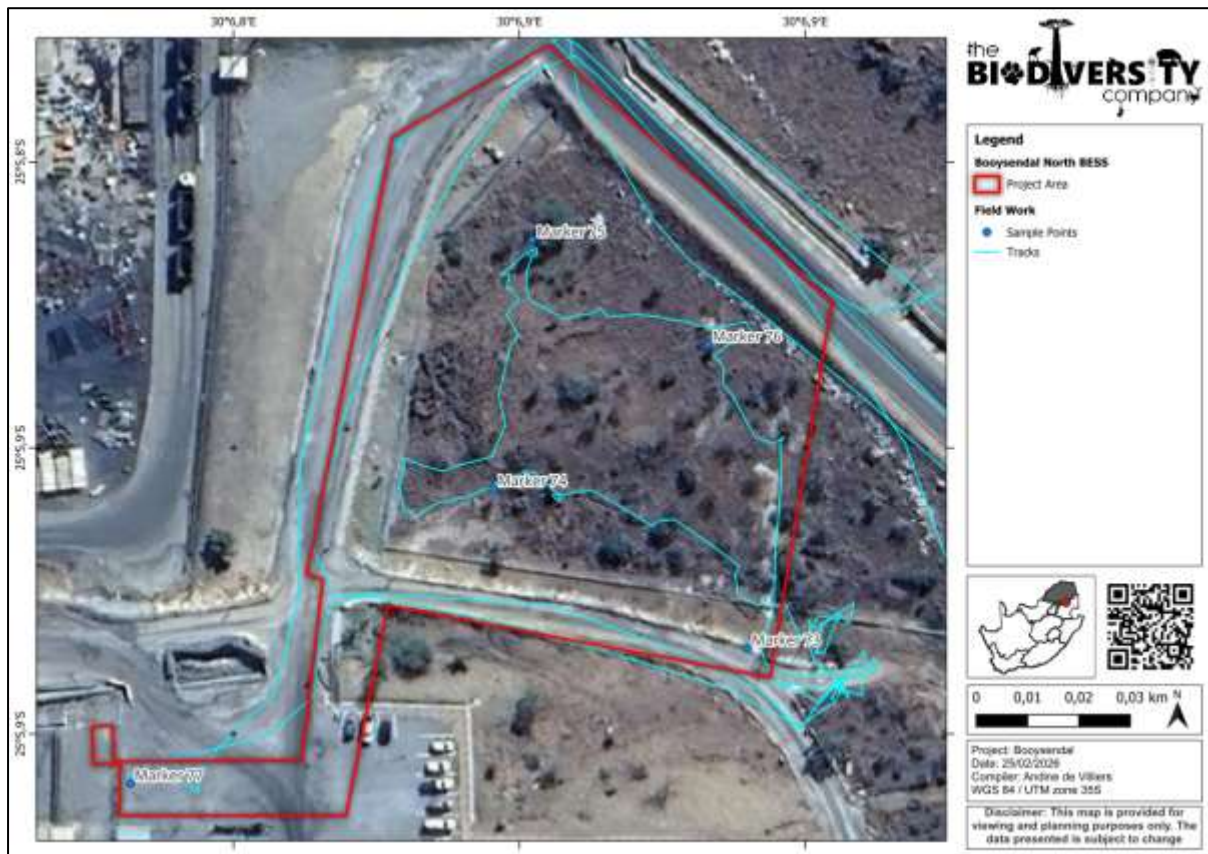 30°6,8'E
30°6,9'E
30°6,9'E
25°5,8'S
25°5,9'S
25°5,9'S
Marker 75
Marker 76
Marker 74
Marker 73
Marker 77
the
BIODIVERSITY
company
Legend
Booysendal North BESS
Project Area
Field Work
Sample Points
Tracks
0 0,01 0,02 0,03 km
N
Project: Booysendal
Date: 25/02/2026
Compiler: Andine de Villiers
WGS 84 / UTM zone 35S
Disclaimer: This map is provided for
viewing and planning purposes only. The
data presented is subject to change